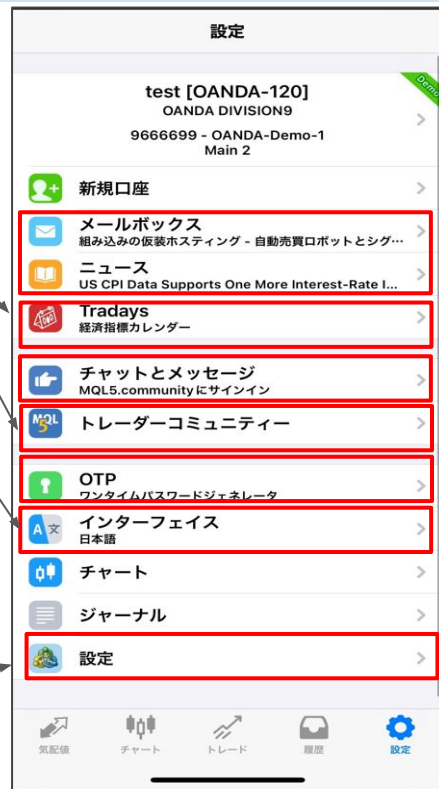 設定
Demo
test [OANDA-120]
OANDA DIVISION9
9666699 - OANDA-Demo-1
Main 2
新規口座
メールボックス
組み込みの仮装ホスティング - 自動売買ロボットとシグ…
ニュース
US CPI Data Supports One More Interest-Rate I...
Tradays
経済指標カレンダー
チャットとメッセージ
MQL5.communityにサインイン
MQL5
トレーダーコミュニティー
OTP
ワンタイムパスワードジェネレータ
A 文
インターフェイス
日本語
チャート
ジャーナル
設定
気配値 チャート トレード 履歴 設定